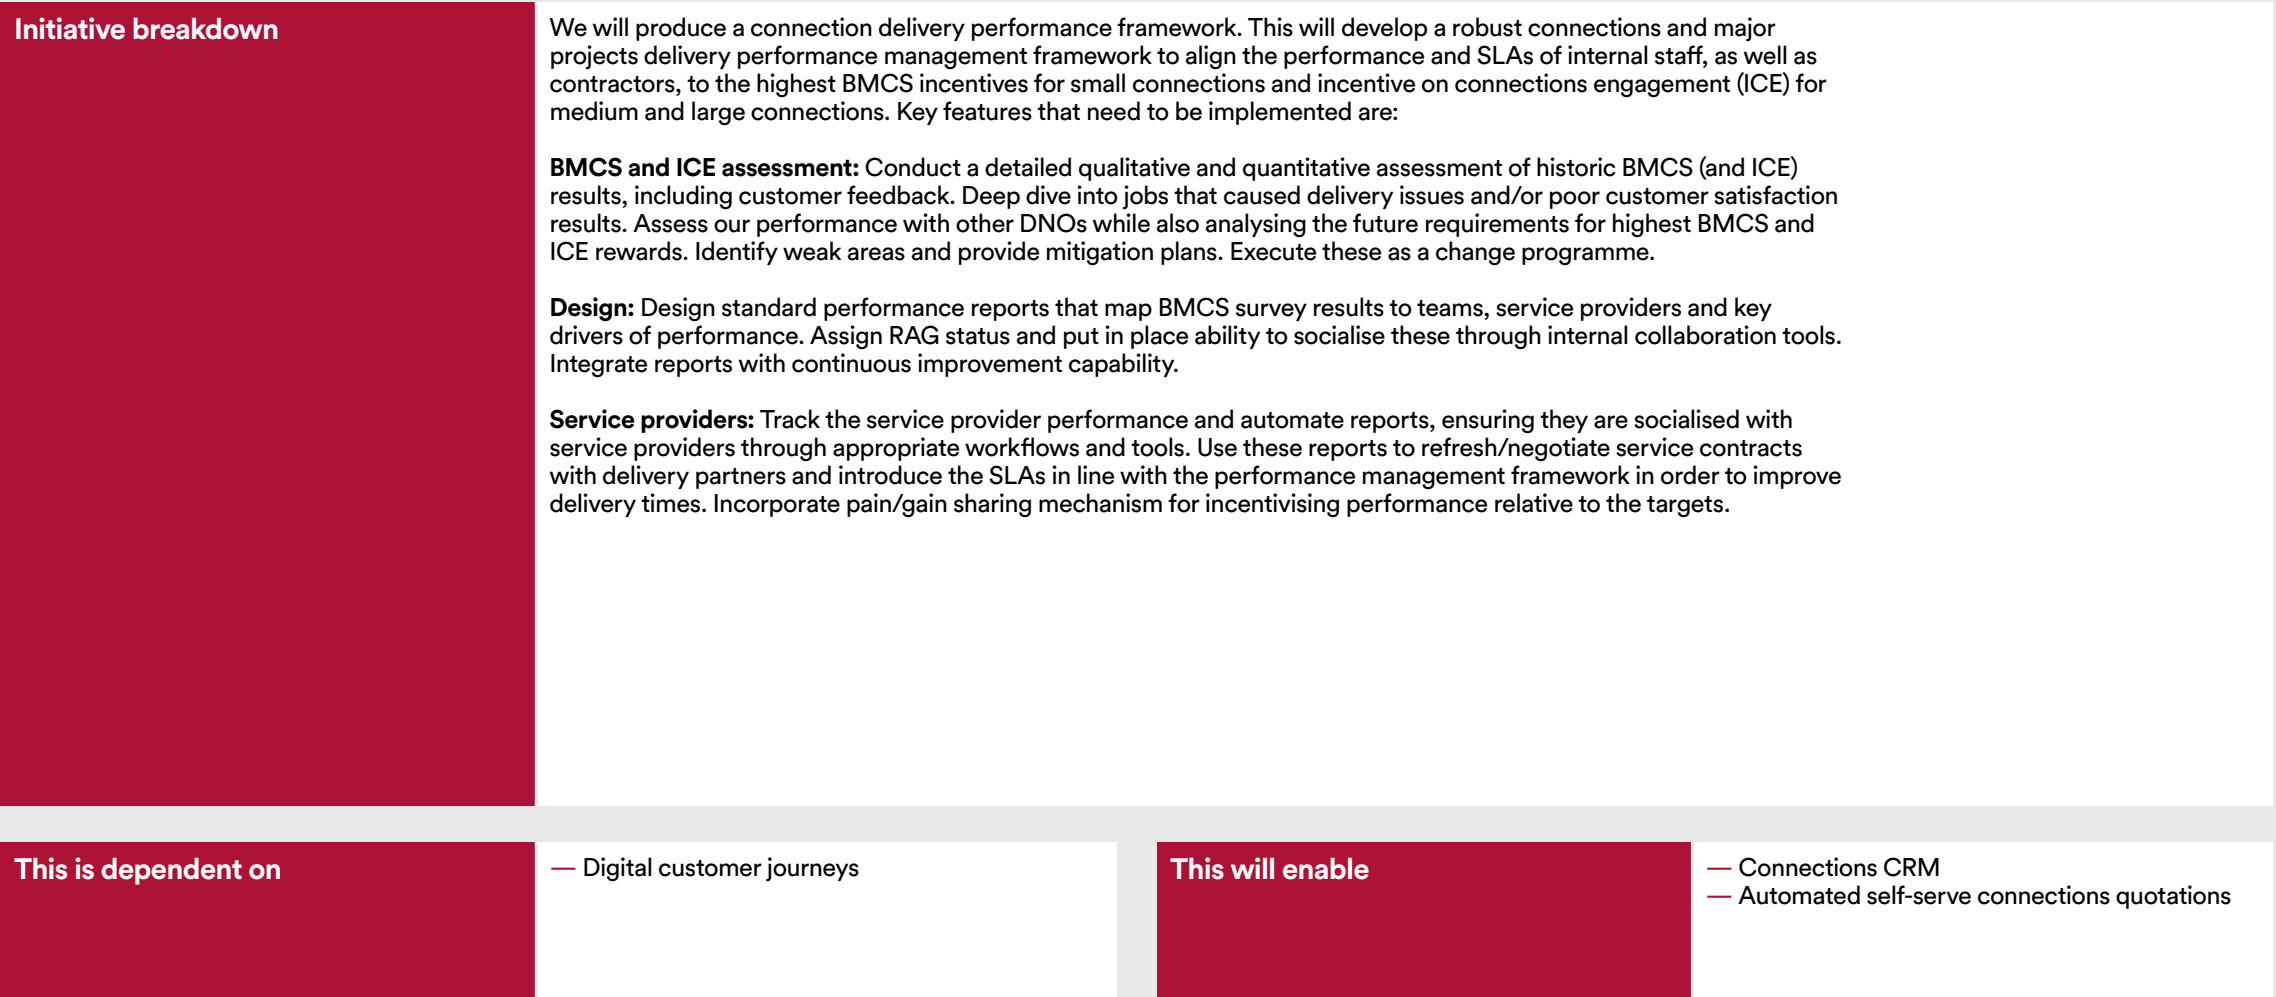 Initiative breakdown
We will produce a connection delivery performance framework. This will develop a robust connections and major
projects delivery performance management framework to align the performance and SLAs of internal staff, as well as
contractors, to the highest BMCS incentives for small connections and incentive on connections engagement (ICE) for
medium and large connections. Key features that need to be implemented are:
BMCS and ICE assessment: Conduct a detailed qualitative and quantitative assessment of historic BMCS (and ICE)
results, including customer feedback. Deep dive into jobs that caused delivery issues and/or poor customer satisfaction
results. Assess our performance with other DNOs while also analysing the future requirements for highest BMCS and
ICE rewards. Identify weak areas and provide mitigation plans. Execute these as a change programme.
Design: Design standard performance reports that map BMCS survey results to teams, service providers and key
drivers of performance. Assign RAG status and put in place ability to socialise these through internal collaboration tools.
Integrate reports with continuous improvement capability.
Service providers: Track the service provider performance and automate reports, ensuring they are socialised with
service providers through appropriate workflows and tools. Use these reports to refresh/negotiate service contracts
with delivery partners and introduce the SLAs in line with the performance management framework in order to improve
delivery times. Incorporate pain/gain sharing mechanism for incentivising performance relative to the targets.
This is dependent on
— Digital customer journeys
This will enable
— Connections CRM
— Automated self-serve connections quotations